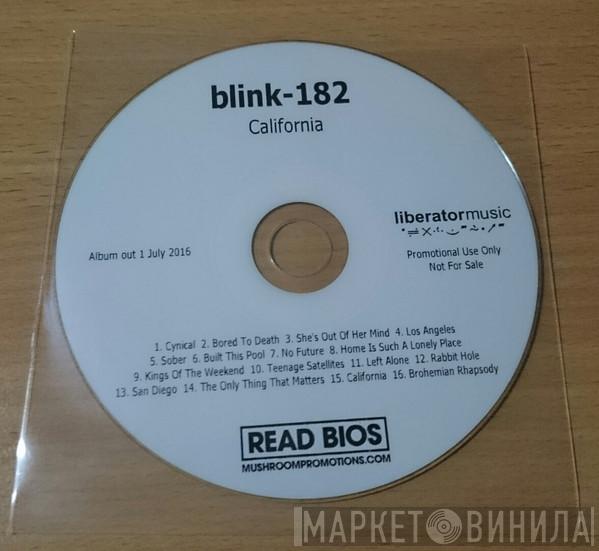 blink-182
California
liberatormusic
Album out 1 July 2016
Promotional Use Only
Not For Sale
1. Cynical 2. Bored To Death 3. She's Out Of Her Mind 4. Los Angeles
5. Sober 6. Built This Pool 7. No Future 8. Home Is Such A Lonely Place
9. Kings Of The Weekend 10. Teenage Satellites 11. Left Alone 12. Rabbit Hole
13. San Diego 14. The Only Thing That Matters 15. California 16. Brohemian Rhapsody
READ BIOS
MUSHROOMPROMOTIONS.COM
МАРКЕТ ВИНИЛА